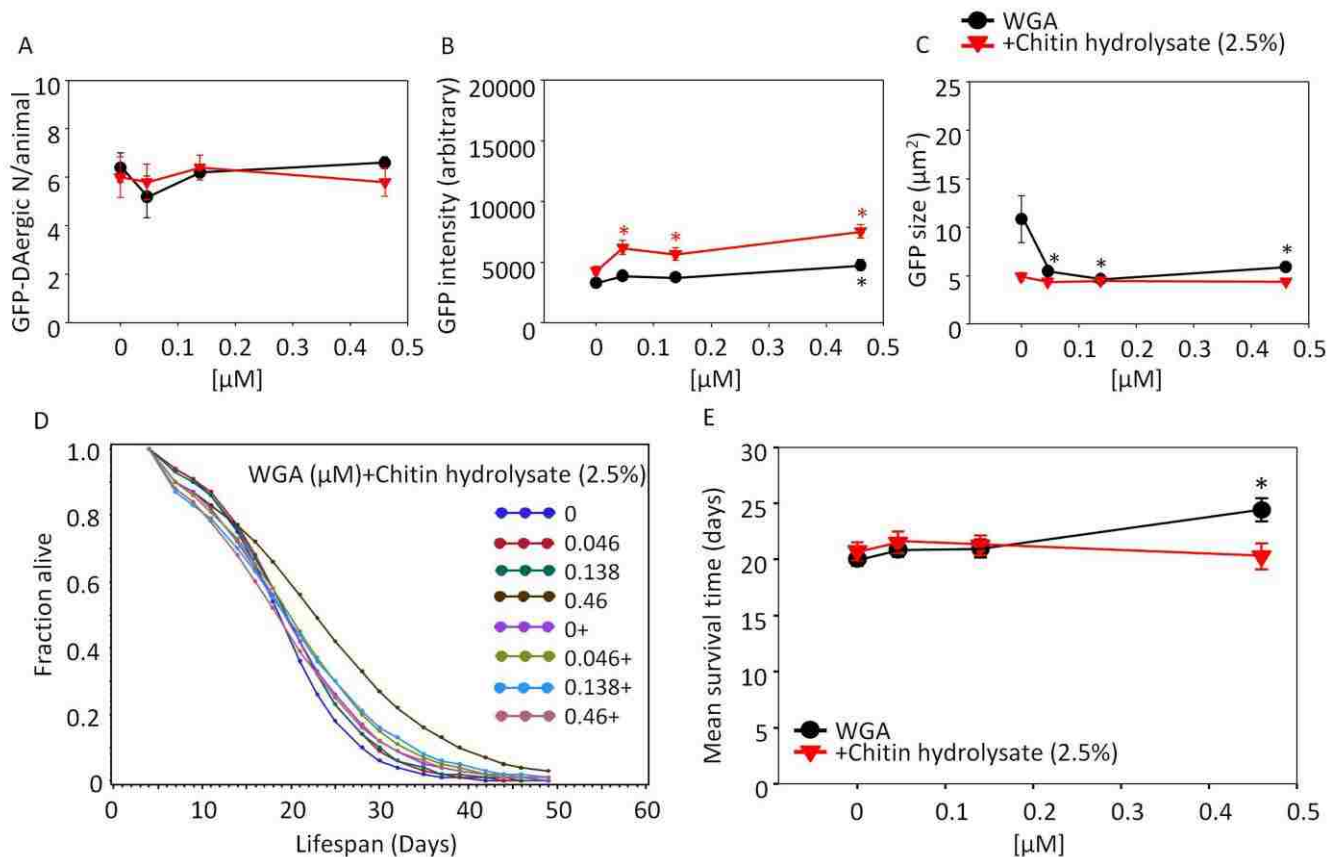 WGA
+Chitin hydrolysate (2.5%)
A
10
8
6
4
2
0
GFP-DAergic N/animal
0 0.1 0.2 0.3 0.4 0.5
[µM]
B
20000
15000
10000
5000
0
GFP intensity (arbitrary)
*
*
*
*
0 0.1 0.2 0.3 0.4 0.5
[µM]
C
25
20
15
10
5
0
GFP size (µm²)
*
*
*
0 0.1 0.2 0.3 0.4 0.5
[µM]
D
1.0
0.8
0.6
0.4
0.2
0
Fraction alive
WGA (µM)+Chitin hydrolysate (2.5%)
0
0.046
0.138
0.46
0+
0.046+
0.138+
0.46+
0 10 20 30 40 50 60
Lifespan (Days)
E
30
25
20
15
10
5
0
Mean survival time (days)
*
WGA
+Chitin hydrolysate (2.5%)
0 0.1 0.2 0.3 0.4 0.5
[µM]